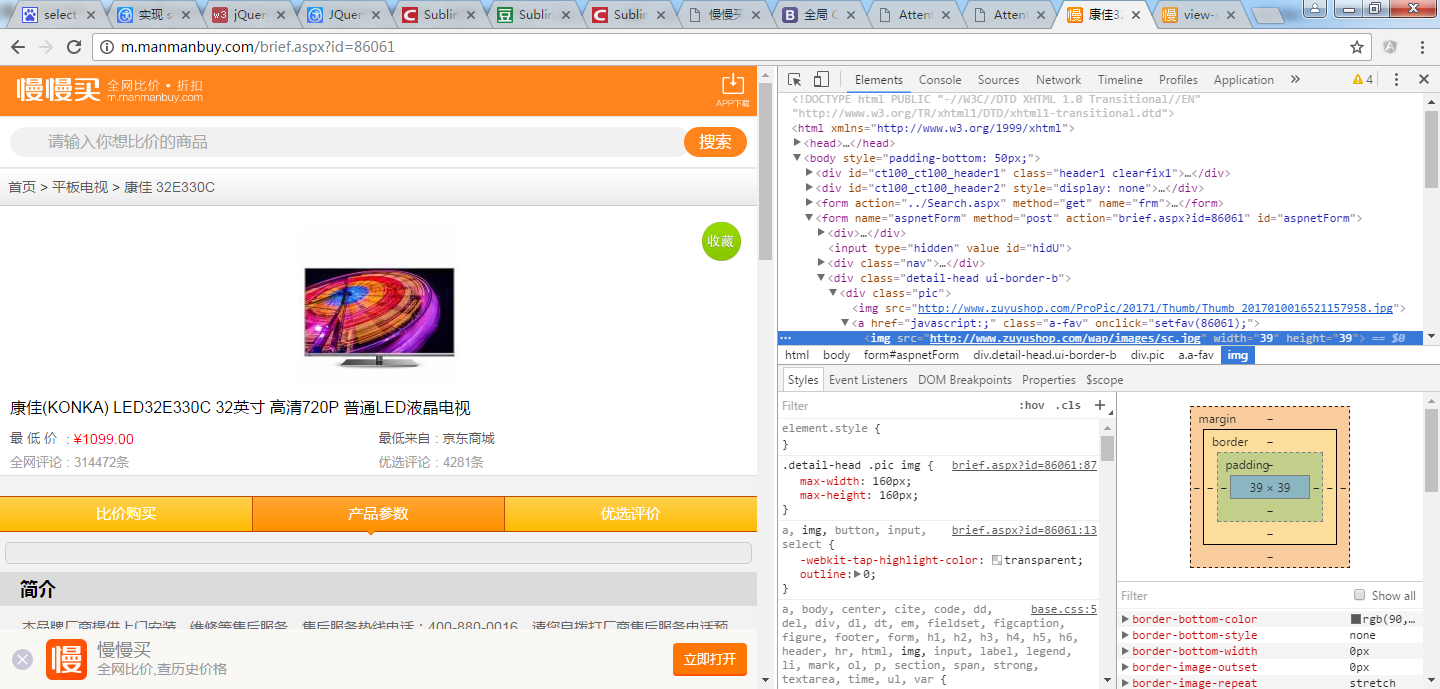 select
实现 s
jQuery
JQuer
Sublin
Sublin
Sublin
慢慢买
全局 C
Attent
Attent
康佳32
view-s
m.manmanbuy.com/brief.aspx?id=86061
慢慢买 全网比价·折扣
m.manmanbuy.com
APP下载
请输入你想比价的商品 搜索
首页 > 平板电视 > 康佳 32E330C
收藏
康佳(KONKA) LED32E330C 32英寸 高清720P 普通LED液晶电视
最 低 价 : ¥1099.00 最低来自 : 京东商城
全网评论 : 314472条 优选评论 : 4281条
比价购买 产品参数 优选评价
简介
本品牌厂商提供上门安装、维修等售后服务，售后服务热线电话：400-880-0016，请您自拨打厂商售后服务电话预
慢慢买
全网比价,查历史价格
立即打开
Elements Console Sources Network Timeline Profiles Application » 4
<!DOCTYPE html PUBLIC "-//W3C//DTD XHTML 1.0 Transitional//EN"
"http://www.w3.org/TR/xhtml1/DTD/xhtml1-transitional.dtd">
<html xmlns="http://www.w3.org/1999/xhtml">
<head>…</head>
<body style="padding-bottom: 50px;">
<div id="ctl00_ctl00_header1" class="header1 clearfix1">…</div>
<div id="ctl00_ctl00_header2" style="display: none">…</div>
<form action="../Search.aspx" method="get" name="frm">…</form>
<form name="aspnetForm" method="post" action="brief.aspx?id=86061" id="aspnetForm">
<div>…</div>
<input type="hidden" value id="hidU">
<div class="nav">…</div>
<div class="detail-head ui-border-b">
<div class="pic">
<img src="http://www.zuyushop.com/ProPic/20171/Thumb/Thumb_2017010016521157958.jpg">
<a href="javascript:;" class="a-fav" onclick="setfav(86061);">
<img src="http://www.zuyushop.com/wap/images/sc.jpg" width="39" height="39"> == $0
html body form#aspnetForm div.detail-head.ui-border-b div.pic a.a-fav img
Styles Event Listeners DOM Breakpoints Properties $scope
Filter :hov .cls +
element.style {
}
.detail-head .pic img { brief.aspx?id=86061:87
max-width: 160px;
max-height: 160px;
}
a, img, button, input, brief.aspx?id=86061:13
select {
-webkit-tap-highlight-color: transparent;
outline: 0;
}
a, body, center, cite, code, dd, base.css:5
del, div, dl, dt, em, fieldset, figcaption,
figure, footer, form, h1, h2, h3, h4, h5, h6,
header, hr, html, img, input, label, legend,
li, mark, ol, p, section, span, strong,
textarea, time, ul, var {
margin –
border –
padding –
– – – 39 × 39 – – –
–
–
–
Filter Show all
border-bottom-color rgb(90,…
border-bottom-style none
border-bottom-width 0px
border-image-outset 0px
border-image-repeat stretch